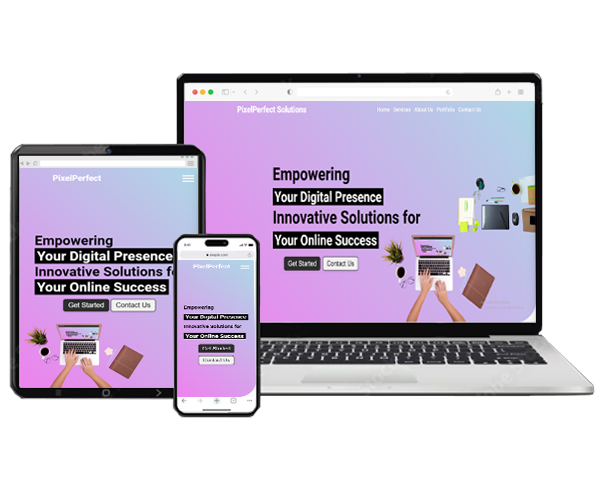 PixelPerfect Solutions
Home Services About Us Portfolio Contact Us
Empowering
Your Digital Presence
Innovative Solutions for
Your Online Success
Get Started Contact Us
PixelPerfect
Empowering
Your Digital Presence
Innovative Solutions f
Your Online Success
Get Started Contact Us
PixelPerfect
Empowering
Your Digital Presence
Innovative Solutions for
Your Online Success
Get Started
Contact Us